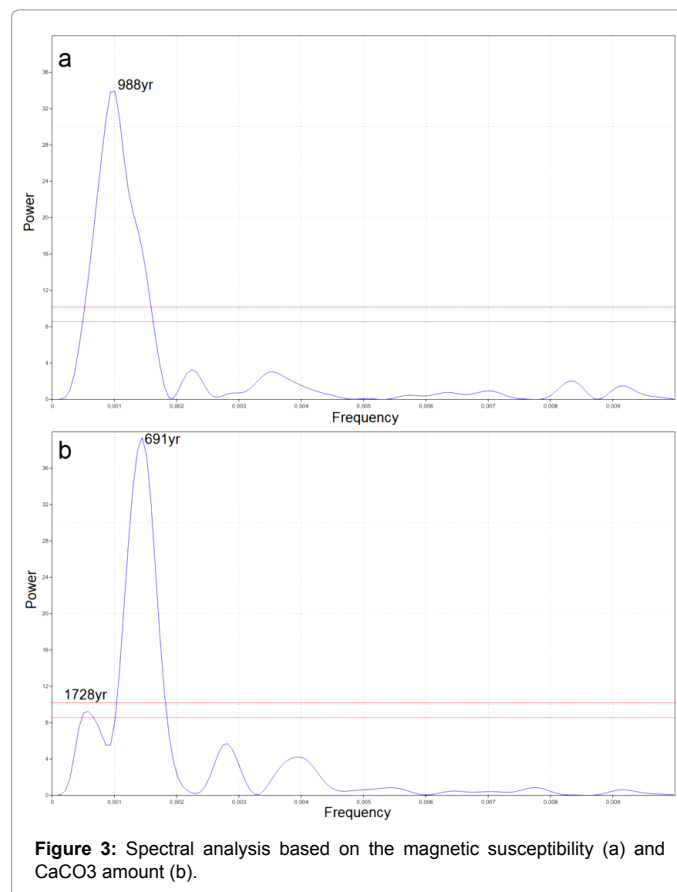 a
988yr
Power
36
32
28
24
20
16
12
8
4
0
0 0.001 0.002 0.003 0.004 0.005 0.006 0.007 0.008 0.009
Frequency
b
691yr
1728yr
Power
36
32
28
24
20
16
12
8
4
0
0 0.001 0.002 0.003 0.004 0.005 0.006 0.007 0.008 0.009
Frequency
Figure 3: Spectral analysis based on the magnetic susceptibility (a) and
CaCO3 amount (b).